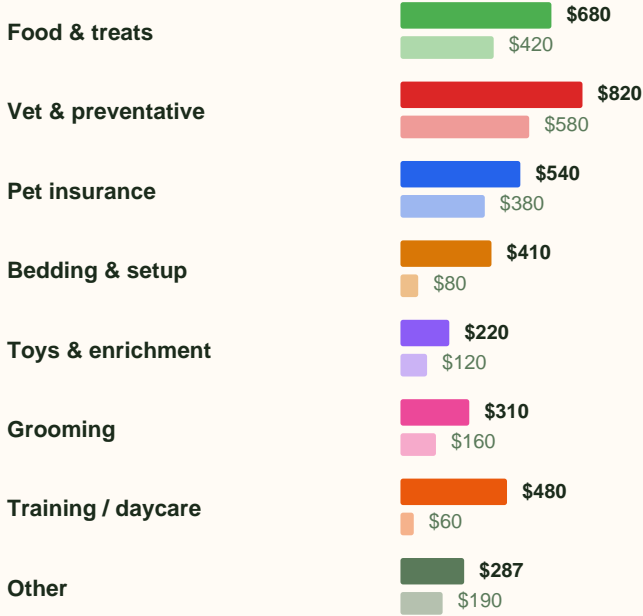 Food & treats
$680
$420
Vet & preventative
$820
$580
Pet insurance
$540
$380
Bedding & setup
$410
$80
Toys & enrichment
$220
$120
Grooming
$310
$160
Training / daycare
$480
$60
Other
$287
$190